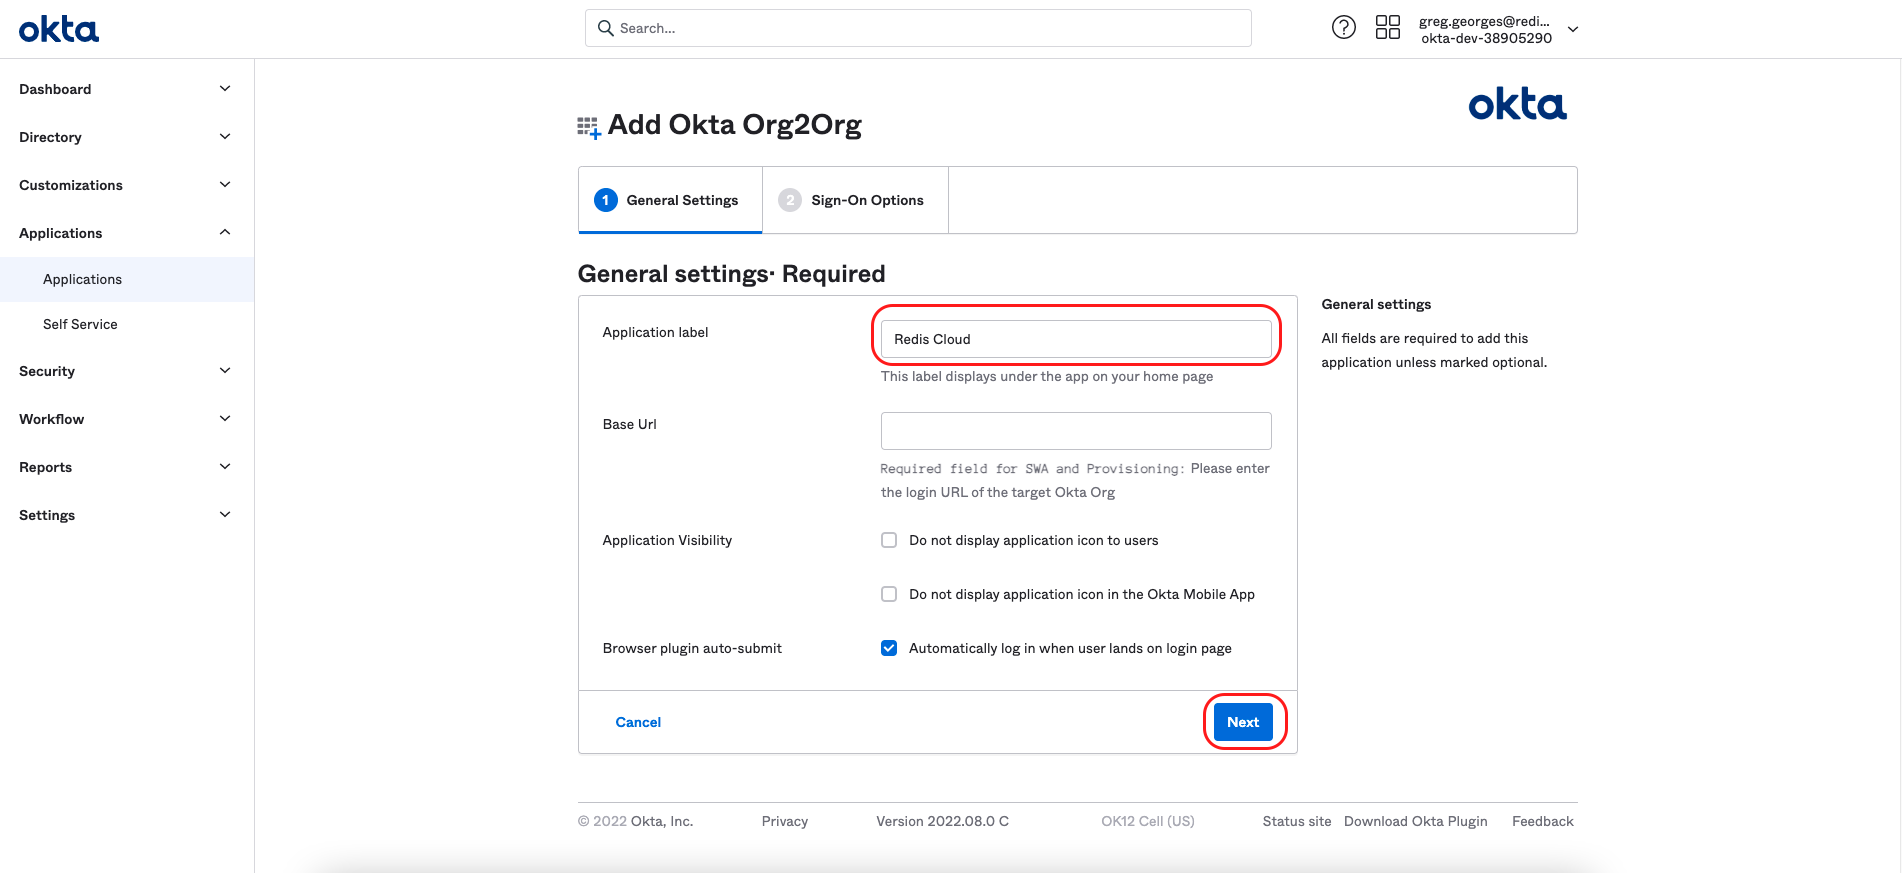 okta
Search...
greg.georges@redi...
okta-dev-38905290
Dashboard
Directory
Customizations
Applications
Applications
Self Service
Security
Workflow
Reports
Settings
okta
Add Okta Org2Org
1 General Settings
2 Sign-On Options
General settings· Required
Application label
Redis Cloud
This label displays under the app on your home page
Base Url
Required field for SWA and Provisioning: Please enter
the login URL of the target Okta Org
Application Visibility
Do not display application icon to users
Do not display application icon in the Okta Mobile App
Browser plugin auto-submit
Automatically log in when user lands on login page
Cancel
Next
General settings
All fields are required to add this
application unless marked optional.
© 2022 Okta, Inc. Privacy Version 2022.08.0 C OK12 Cell (US) Status site Download Okta Plugin Feedback